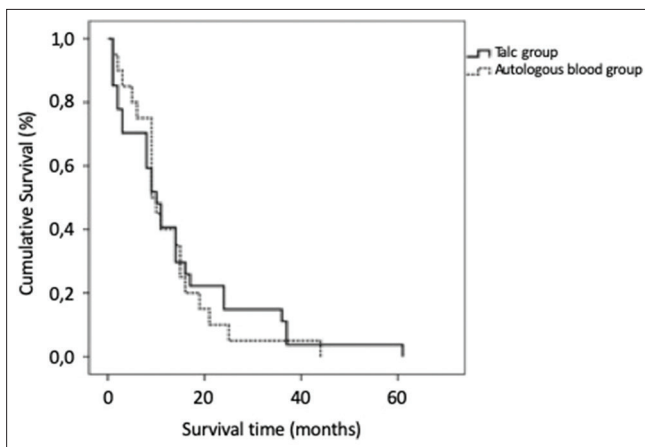 1,0
0,8
0,6
0,4
0,2
0,0
Cumulative Survival (%)
0 20 40 60
Survival time (months)
Talc group
Autologous blood group